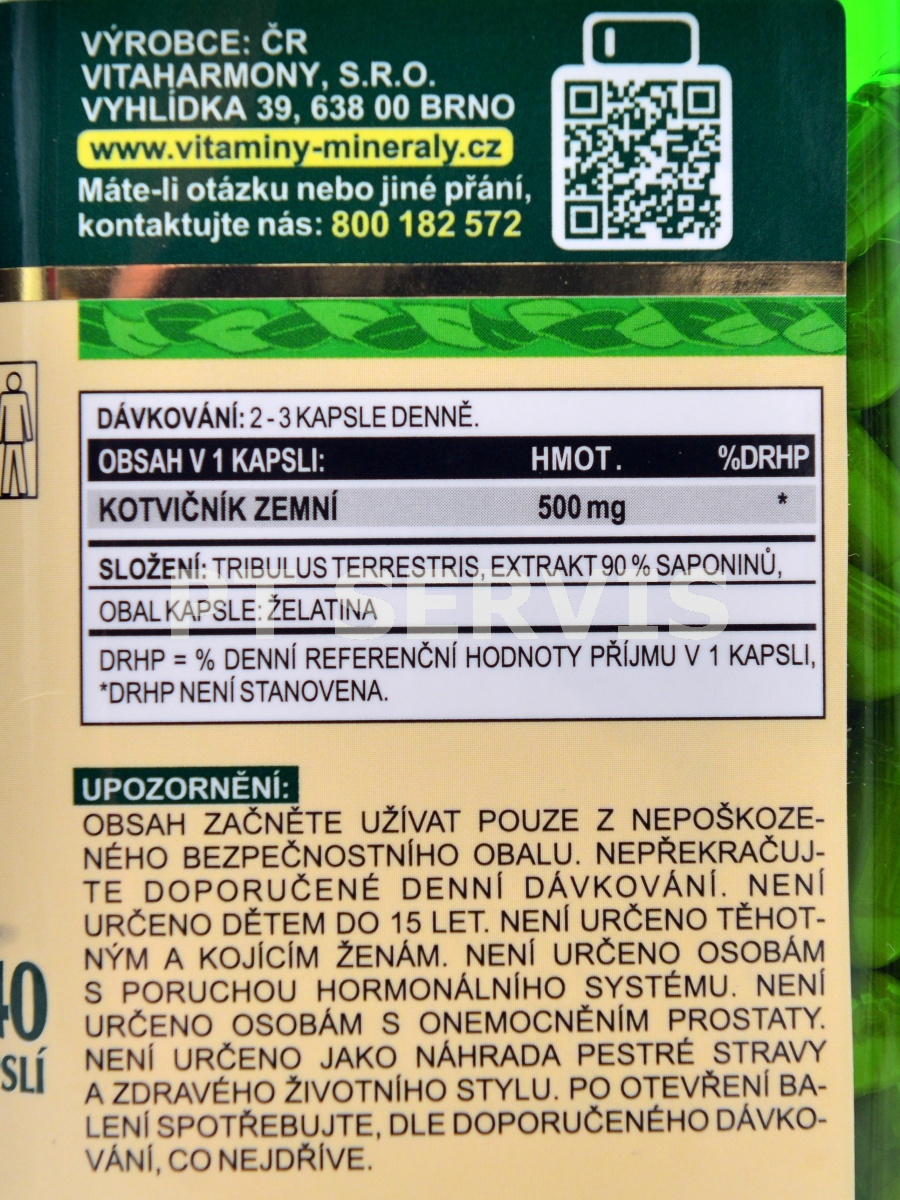 VÝROBCE: ČR
VITAHARMONY, S.R.O.
VYHLÍDKA 39, 638 00 BRNO
www.vitaminy-mineraly.cz
Máte-li otázku nebo jiné přání,
kontaktujte nás: 800 182 572
DÁVKOVÁNÍ: 2 - 3 KAPSLE DENNĚ.
OBSAH V 1 KAPSLI: HMOT. %DRHP
KOTVIČNÍK ZEMNÍ 500 mg *
SLOŽENÍ: TRIBULUS TERRESTRIS, EXTRAKT 90 % SAPONINŮ,
OBAL KAPSLE: ŽELATINA
DRHP = % DENNÍ REFERENČNÍ HODNOTY PŘÍJMU V 1 KAPSLI,
*DRHP NENÍ STANOVENA.
UPOZORNĚNÍ:
OBSAH ZAČNĚTE UŽÍVAT POUZE Z NEPOŠKOZE-
NÉHO BEZPEČNOSTNÍHO OBALU. NEPŘEKRAČUJ-
TE DOPORUČENÉ DENNÍ DÁVKOVÁNÍ. NENÍ
URČENO DĚTEM DO 15 LET. NENÍ URČENO TĚHOT-
NÝM A KOJÍCÍM ŽENÁM. NENÍ URČENO OSOBÁM
S PORUCHOU HORMONÁLNÍHO SYSTÉMU. NENÍ
URČENO OSOBÁM S ONEMOCNĚNÍM PROSTATY.
NENÍ URČENO JAKO NÁHRADA PESTRÉ STRAVY
A ZDRAVÉHO ŽIVOTNÍHO STYLU. PO OTEVŘENÍ BA-
LENÍ SPOTŘEBUJTE, DLE DOPORUČENÉHO DÁVKO-
VÁNÍ, CO NEJDŘÍVE.